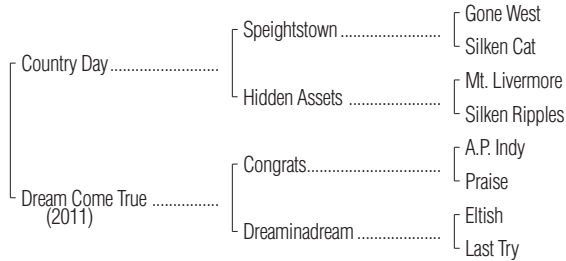 Gone West
Speightstown
Silken Cat
Country Day
Mt. Livermore
Hidden Assets
Silken Ripples
A.P. Indy
Congrats
Praise
Dream Come True
(2011)
Eltish
Dreaminadream
Last Try